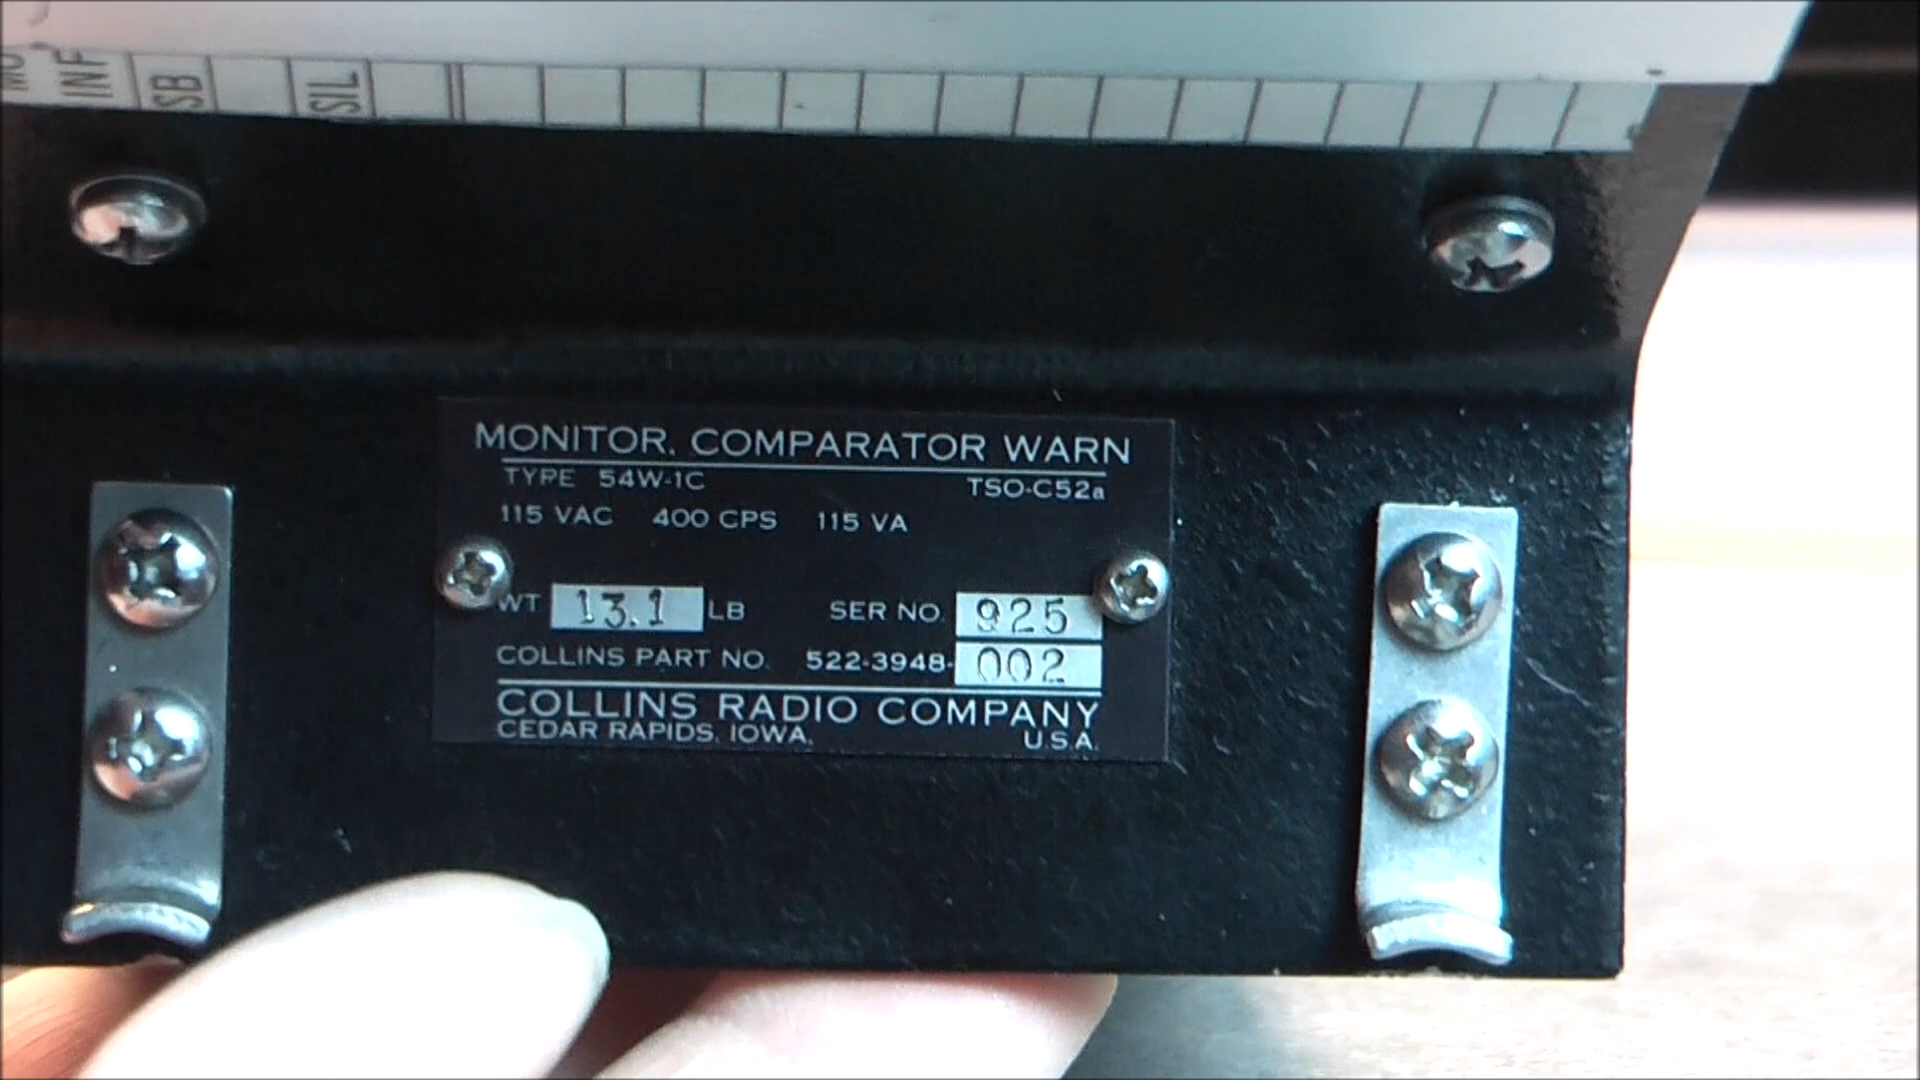 INF
SB
SIL
MONITOR. COMPARATOR WARN
TYPE 54W-1C TSO-C52a
115 VAC 400 CPS 115 VA
WT 13.1 LB SER NO. 925
COLLINS PART NO. 522-3948-002
COLLINS RADIO COMPANY
CEDAR RAPIDS, IOWA. U.S.A.